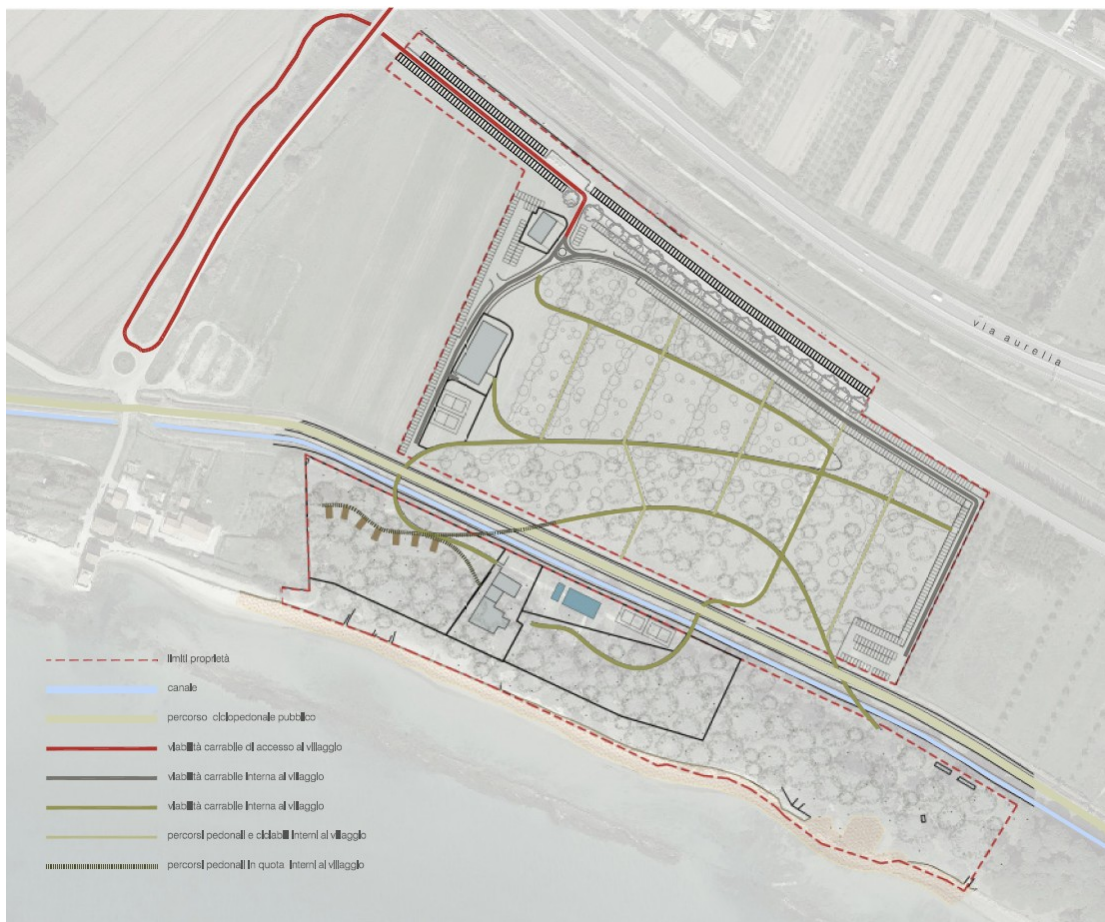 via aurelia
limiti proprietà
canale
percorso ciclopedonale pubblico
viabilità carrabile di accesso al villaggio
viabilità carrabile interna al villaggio
viabilità carrabile interna al villaggio
percorsi pedonali e ciclabili interni al villaggio
percorsi pedonali in quota interni al villaggio